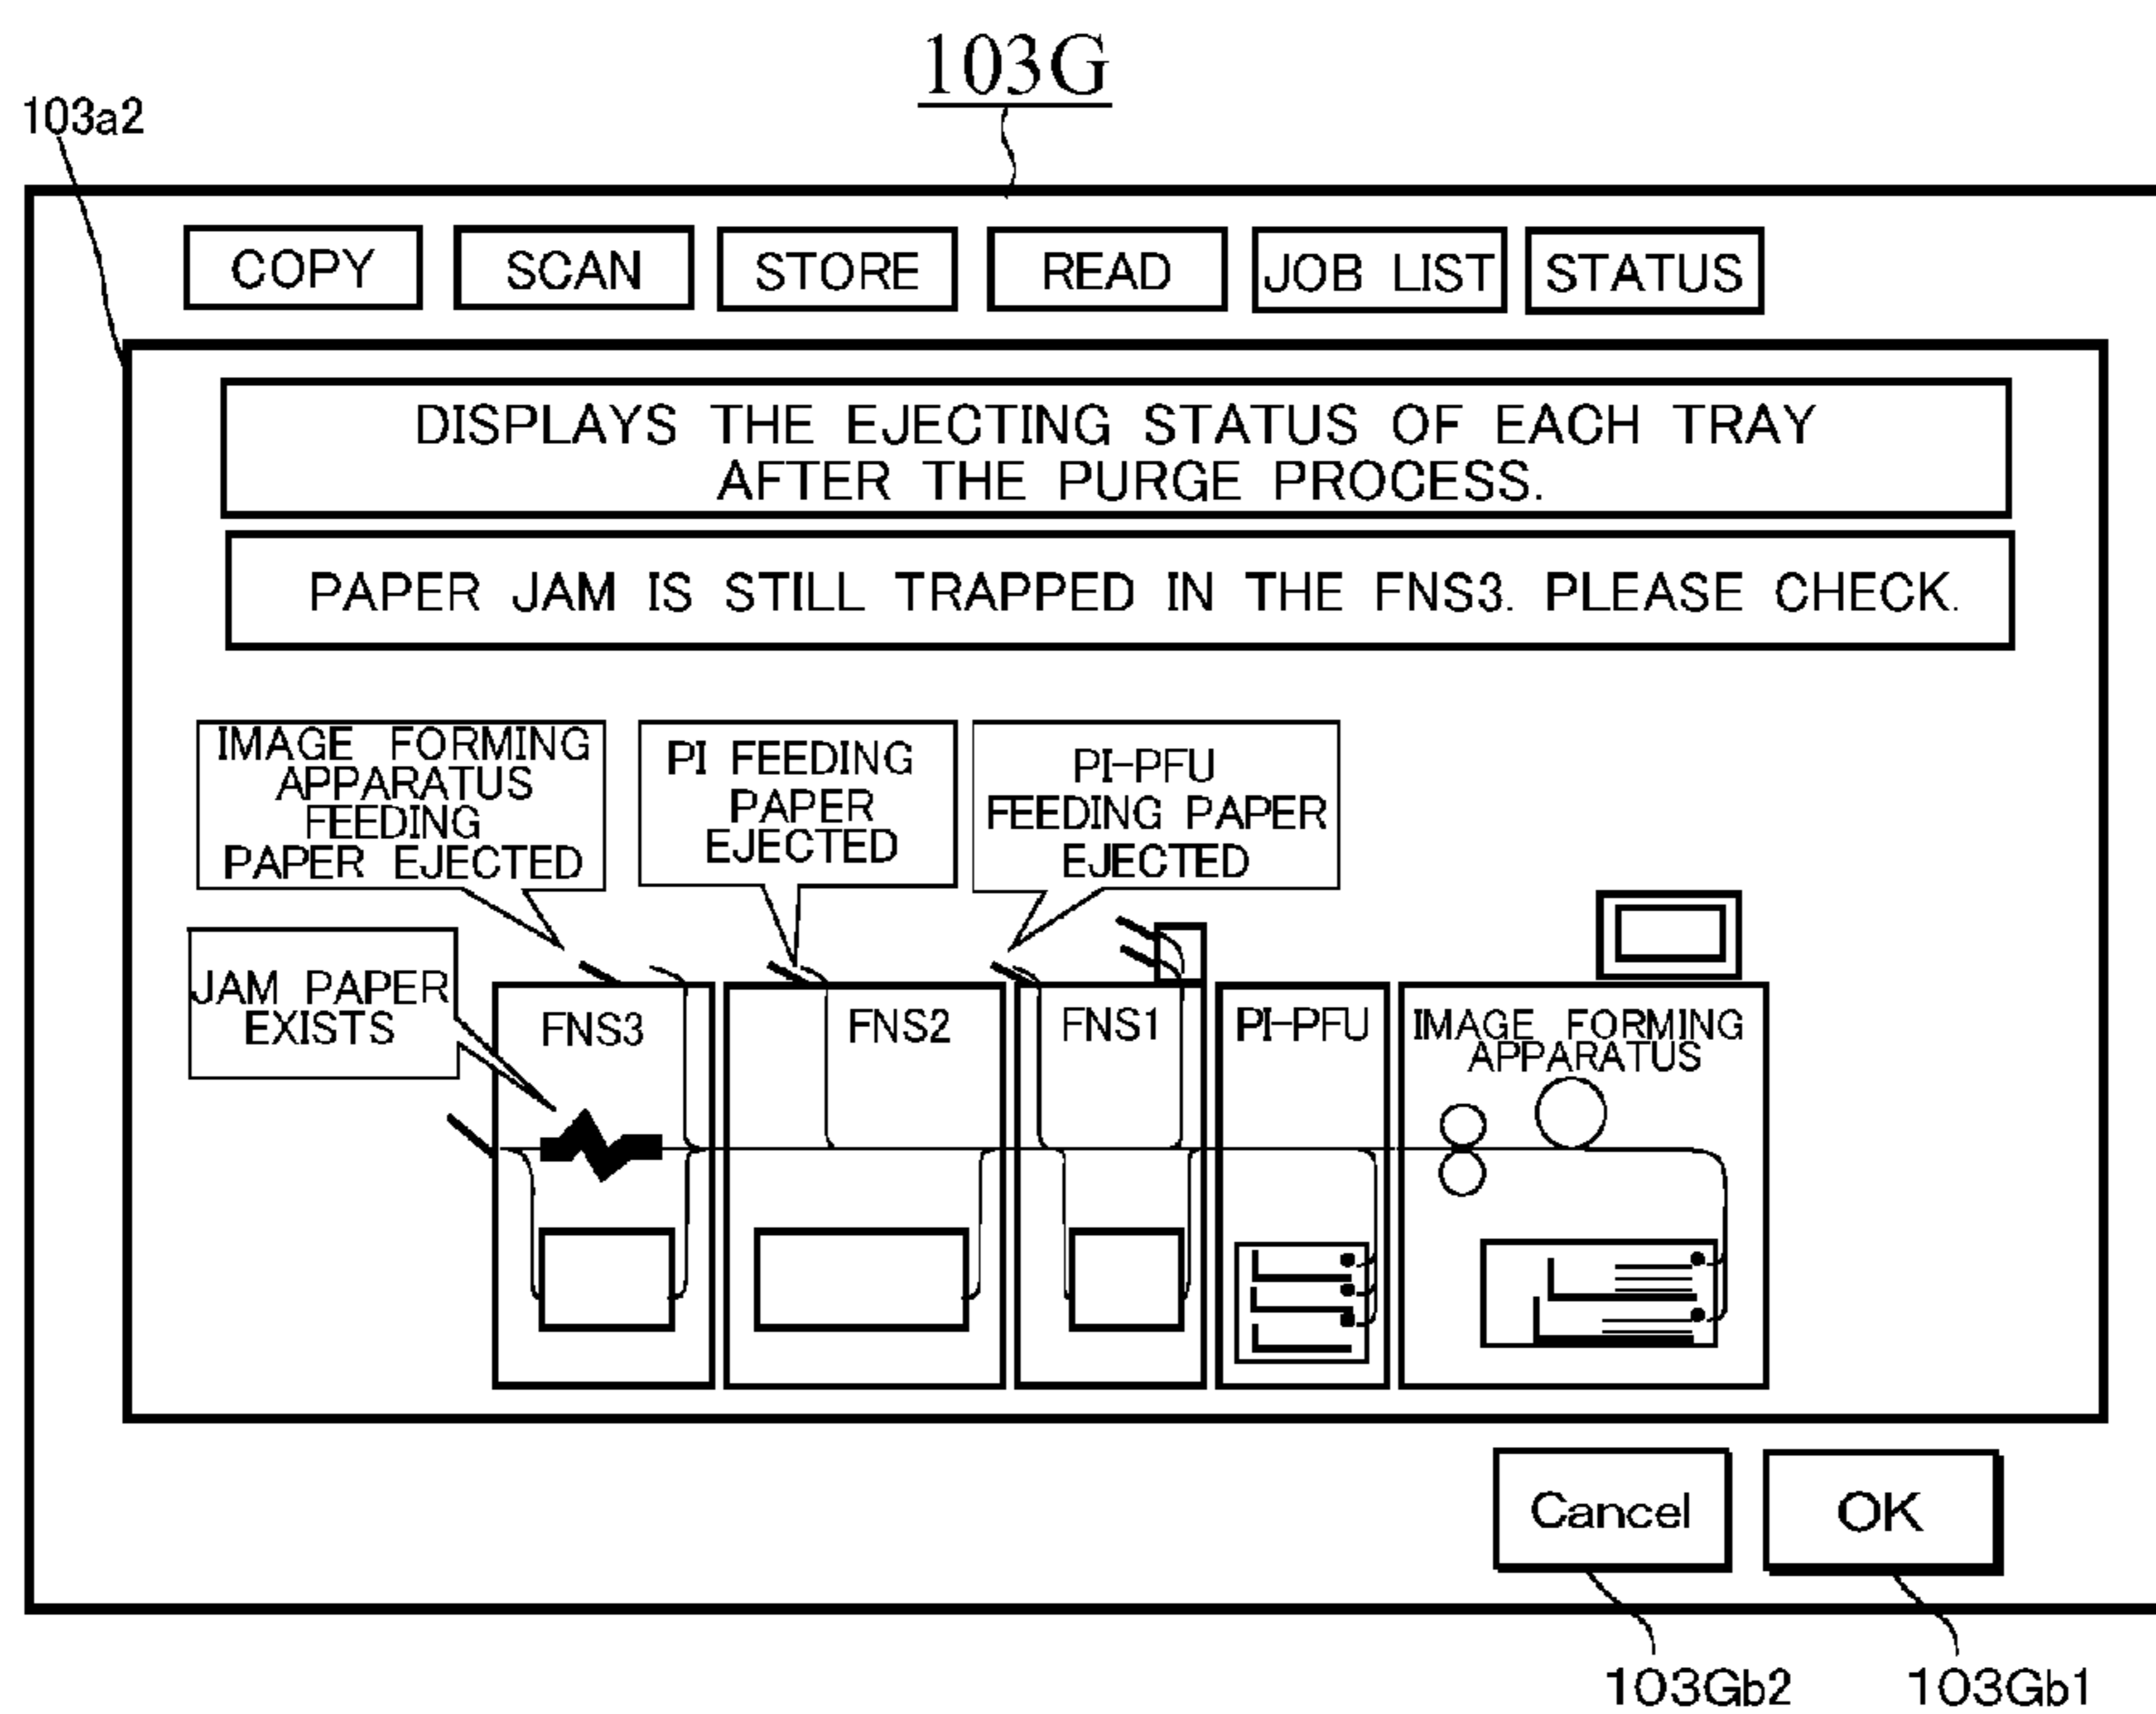 103G
103a2
COPY
SCAN
STORE
READ
JOB LIST
STATUS
DISPLAYS THE EJECTING STATUS OF EACH TRAY
AFTER THE PURGE PROCESS.
PAPER JAM IS STILL TRAPPED IN THE FNS3. PLEASE CHECK.
IMAGE FORMING
APPARATUS
FEEDING
PAPER EJECTED
PI FEEDING
PAPER
EJECTED
PI-PFU
FEEDING PAPER
EJECTED
JAM PAPER
EXISTS
FNS3
FNS2
FNS1
PI-PFU
IMAGE FORMING
APPARATUS
Cancel
OK
103Gb2
103Gb1